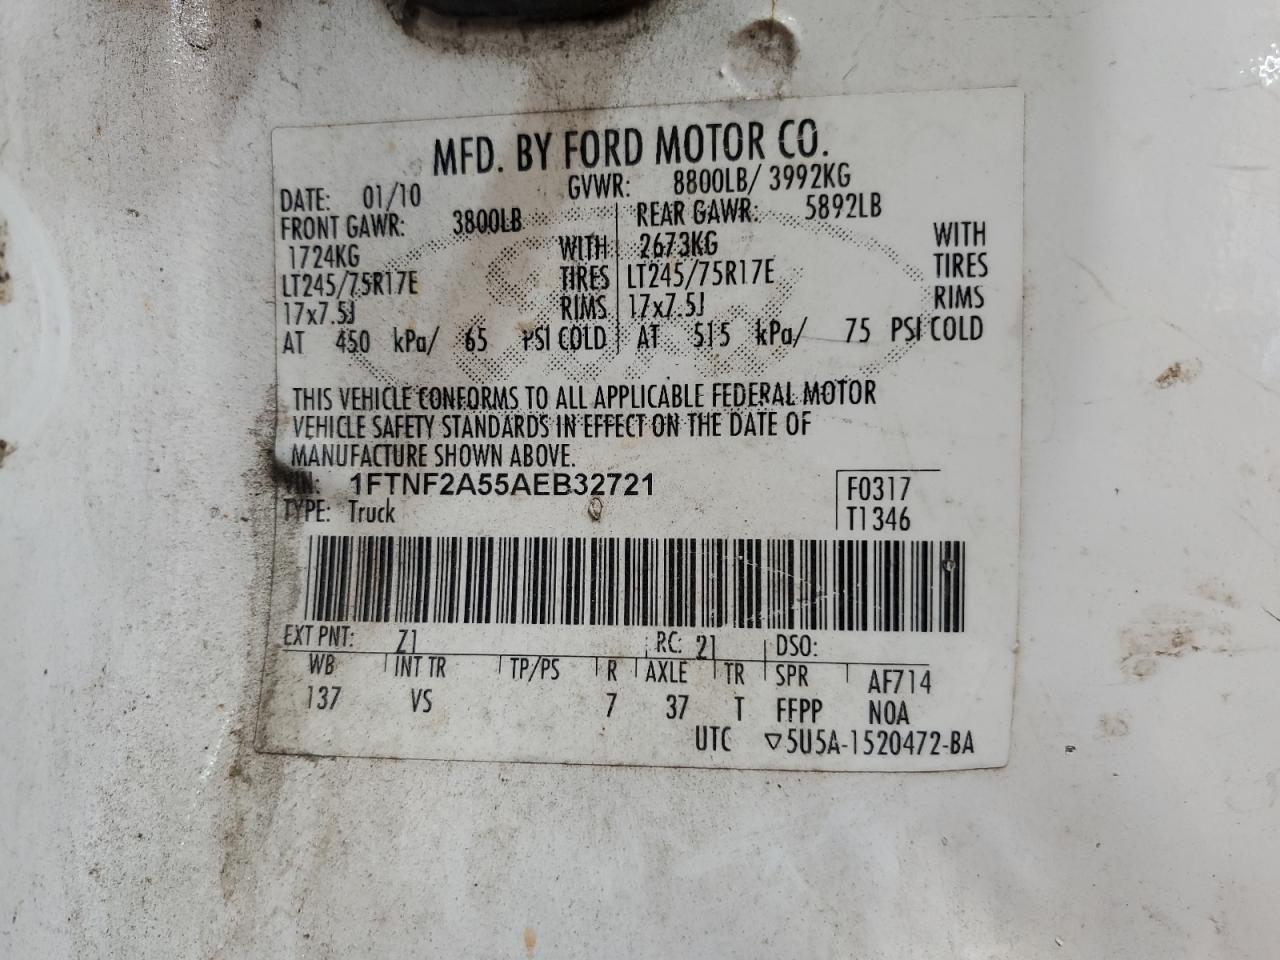 MFD. BY FORD MOTOR CO.
DATE: 01/10 GVWR: 8800LB/ 3992KG
FRONT GAWR: 3800LB REAR GAWR: 5892LB
1724KG WITH 2673KG WITH
LT245/75R17E TIRES LT245/75R17E TIRES
17x7.5J RIMS 17x7.5J RIMS
AT 450 kPa/ 65 PSI COLD AT 515 kPa/ 75 PSI COLD
THIS VEHICLE CONFORMS TO ALL APPLICABLE FEDERAL MOTOR
VEHICLE SAFETY STANDARDS IN EFFECT ON THE DATE OF
MANUFACTURE SHOWN ABOVE.
VIN: 1FTNF2A55AEB32721 F0317
TYPE: Truck T1346
EXT PNT: Z1 RC: 21 DSO:
WB INT TR TP/PS R AXLE TR SPR AF714
137 VS 7 37 T FFPP NOA
UTC ▽5U5A-1520472-BA